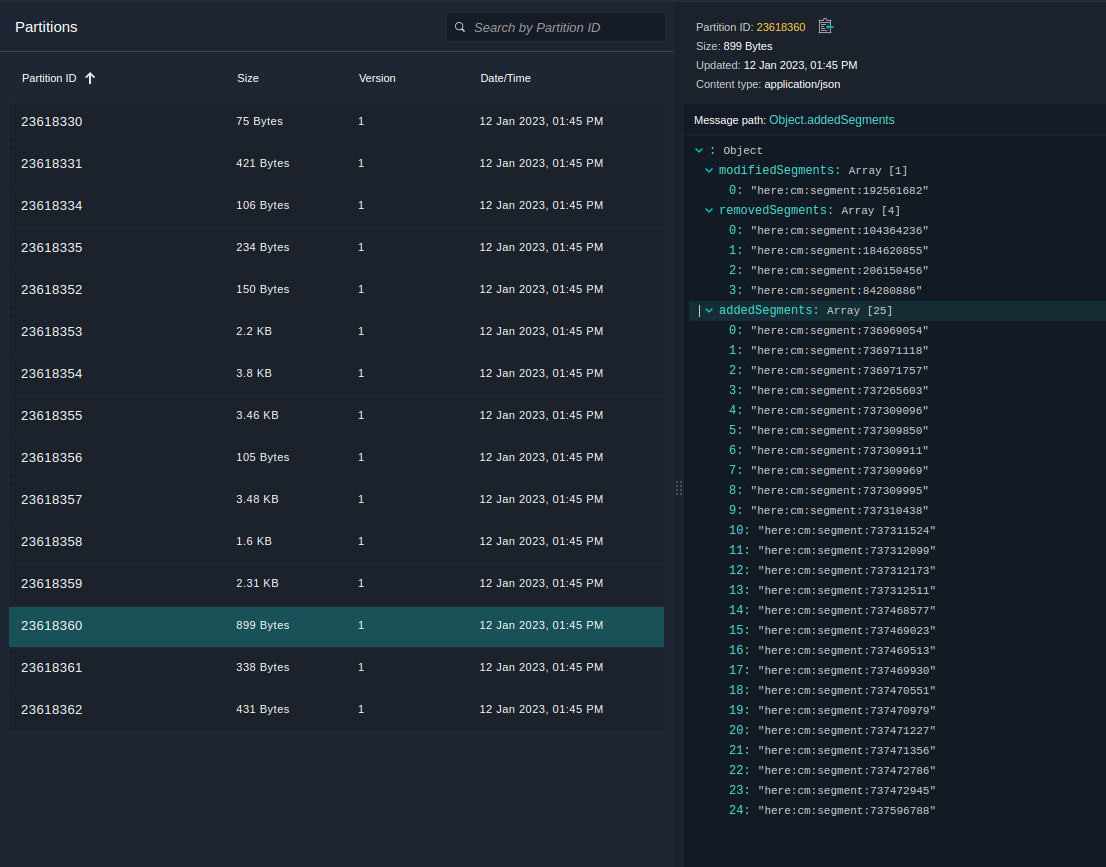 Partitions
Search by Partition ID
Partition ID Size Version Date/Time
23618330 75 Bytes 1 12 Jan 2023, 01:45 PM
23618331 421 Bytes 1 12 Jan 2023, 01:45 PM
23618334 106 Bytes 1 12 Jan 2023, 01:45 PM
23618335 234 Bytes 1 12 Jan 2023, 01:45 PM
23618352 150 Bytes 1 12 Jan 2023, 01:45 PM
23618353 2.2 KB 1 12 Jan 2023, 01:45 PM
23618354 3.8 KB 1 12 Jan 2023, 01:45 PM
23618355 3.46 KB 1 12 Jan 2023, 01:45 PM
23618356 105 Bytes 1 12 Jan 2023, 01:45 PM
23618357 3.48 KB 1 12 Jan 2023, 01:45 PM
23618358 1.6 KB 1 12 Jan 2023, 01:45 PM
23618359 2.31 KB 1 12 Jan 2023, 01:45 PM
23618360 899 Bytes 1 12 Jan 2023, 01:45 PM
23618361 338 Bytes 1 12 Jan 2023, 01:45 PM
23618362 431 Bytes 1 12 Jan 2023, 01:45 PM
Partition ID: 23618360
Size: 899 Bytes
Updated: 12 Jan 2023, 01:45 PM
Content type: application/json
Message path: Object.addedSegments
: Object
modifiedSegments: Array [1]
0: "here:cm:segment:192561682"
removedSegments: Array [4]
0: "here:cm:segment:104364236"
1: "here:cm:segment:184620855"
2: "here:cm:segment:206150456"
3: "here:cm:segment:84280886"
addedSegments: Array [25]
0: "here:cm:segment:736969054"
1: "here:cm:segment:736971118"
2: "here:cm:segment:736971757"
3: "here:cm:segment:737265603"
4: "here:cm:segment:737309096"
5: "here:cm:segment:737309850"
6: "here:cm:segment:737309911"
7: "here:cm:segment:737309969"
8: "here:cm:segment:737309995"
9: "here:cm:segment:737310438"
10: "here:cm:segment:737311524"
11: "here:cm:segment:737312099"
12: "here:cm:segment:737312173"
13: "here:cm:segment:737312511"
14: "here:cm:segment:737468577"
15: "here:cm:segment:737469023"
16: "here:cm:segment:737469513"
17: "here:cm:segment:737469930"
18: "here:cm:segment:737470551"
19: "here:cm:segment:737470979"
20: "here:cm:segment:737471227"
21: "here:cm:segment:737471356"
22: "here:cm:segment:737472786"
23: "here:cm:segment:737472945"
24: "here:cm:segment:737596788"